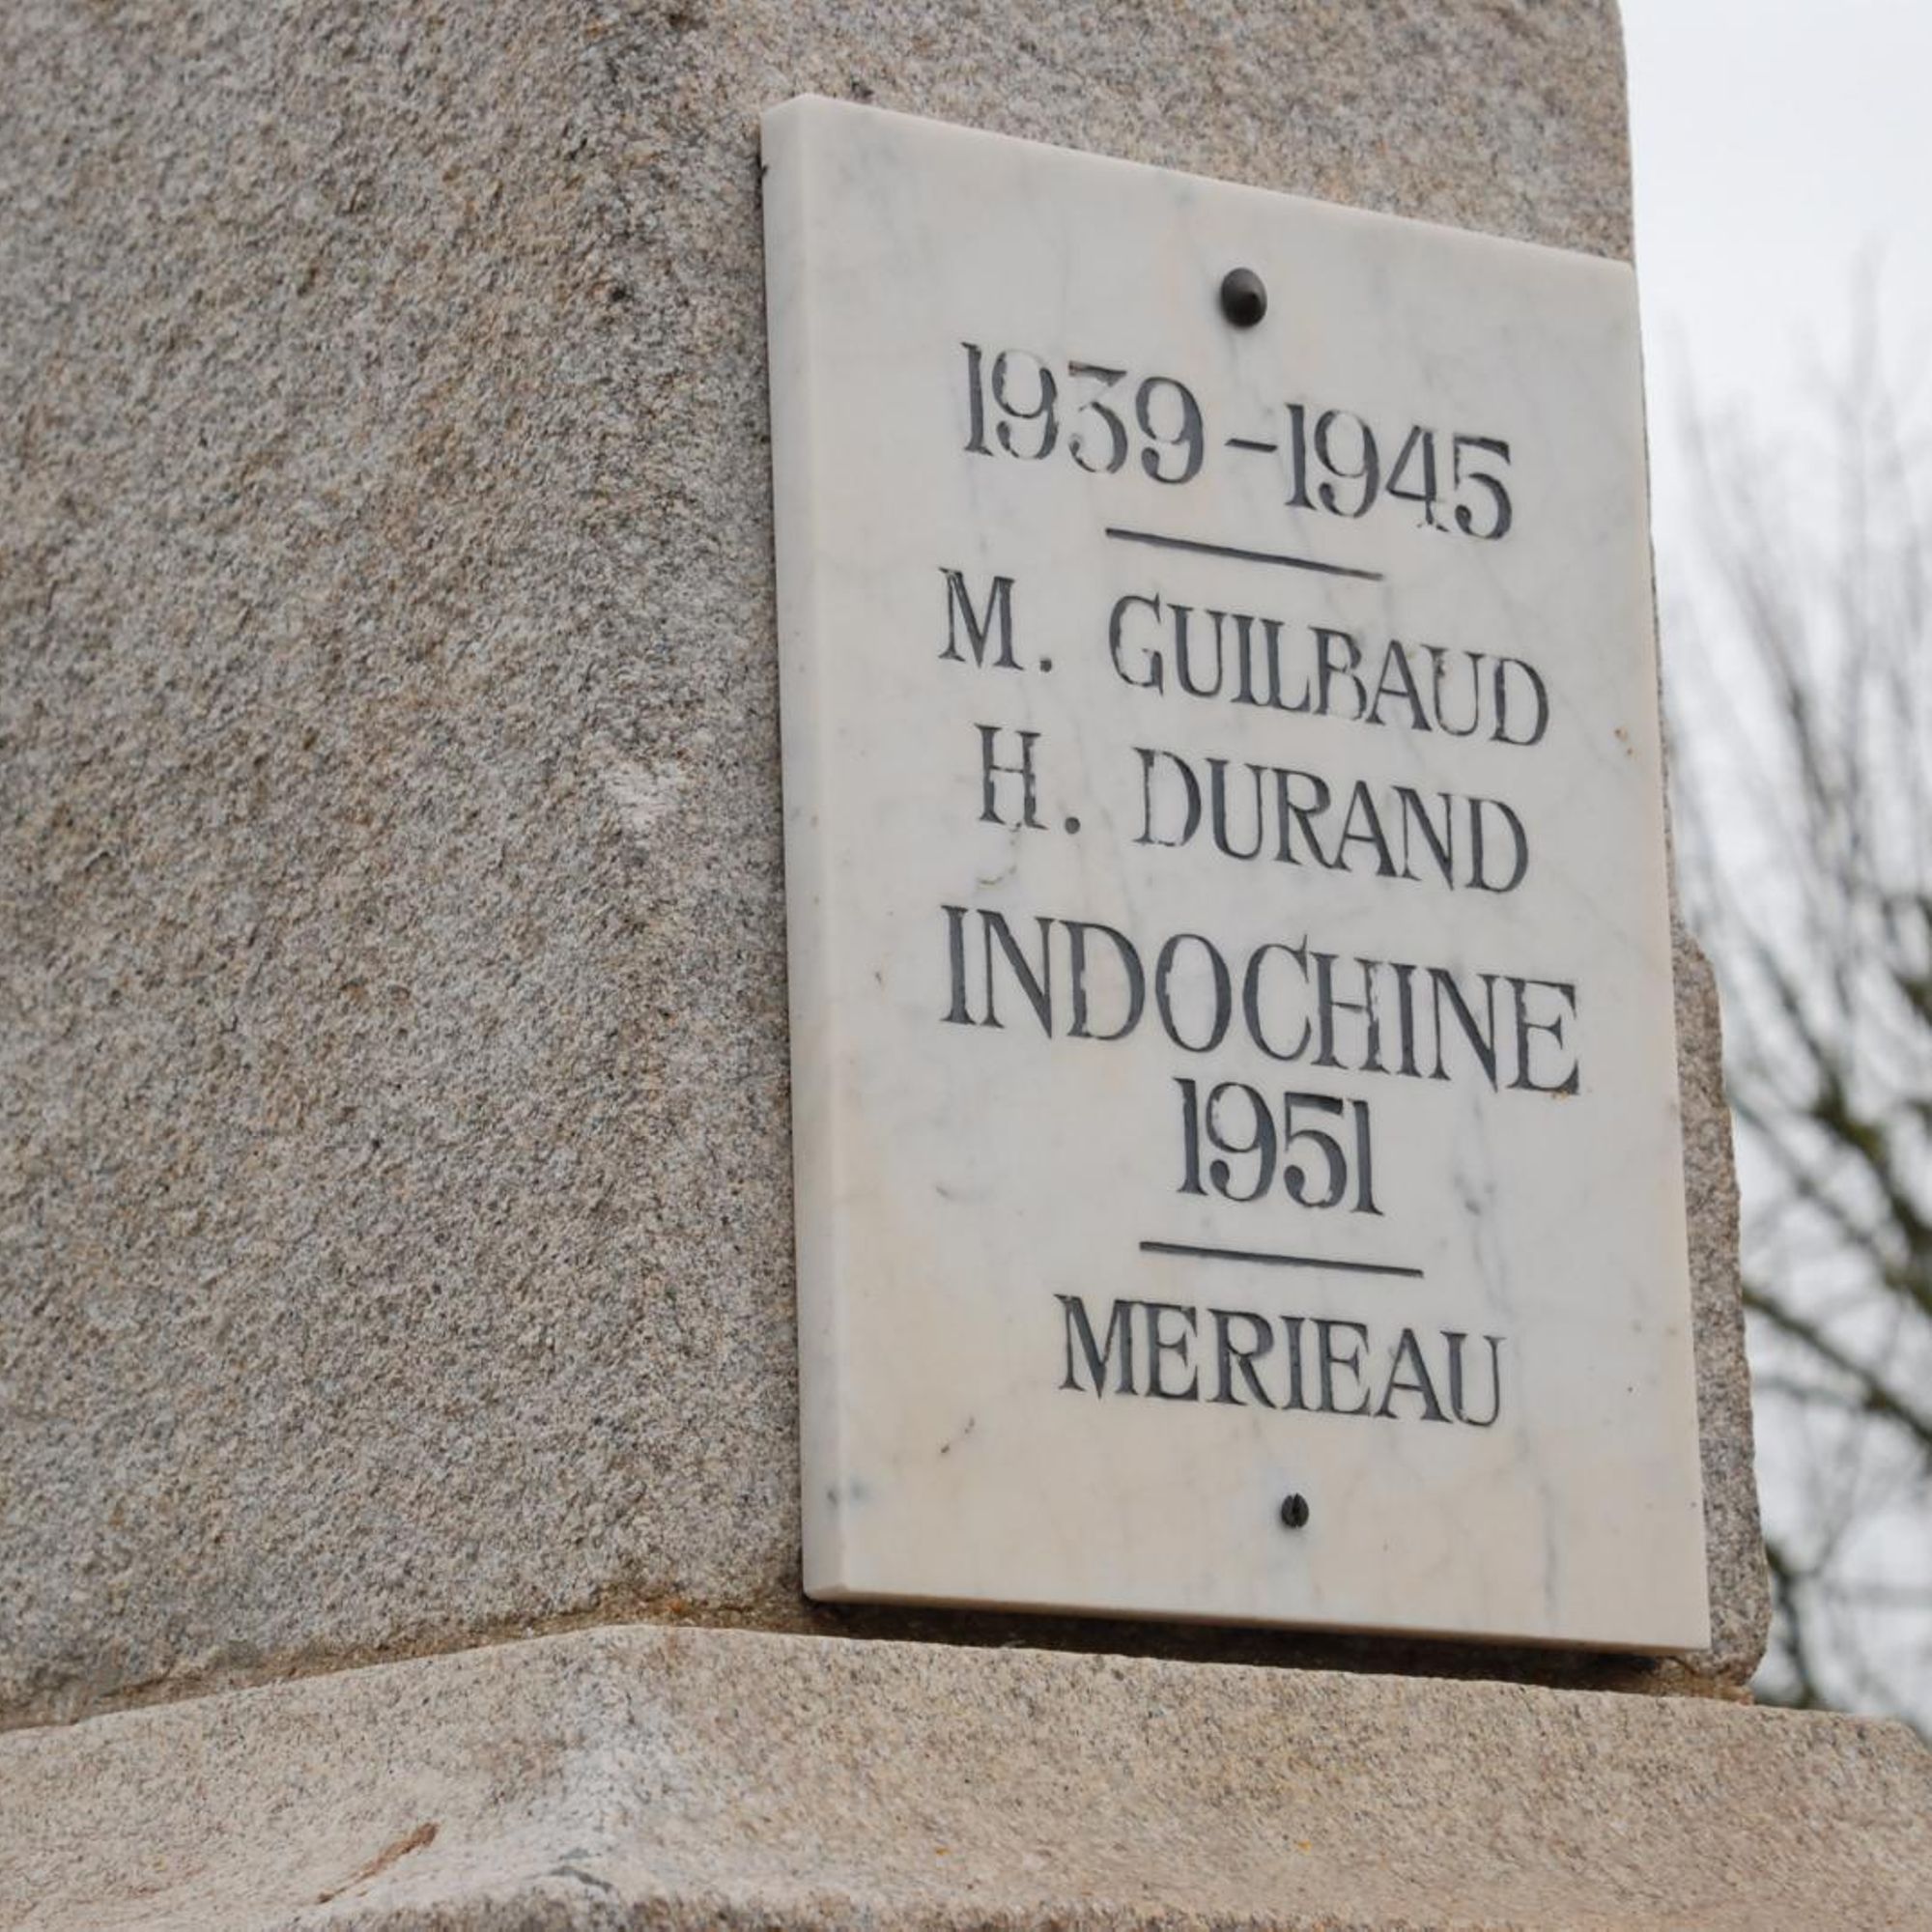 1939-1945
M. GUILBAUD
H. DURAND
INDOCHINE
1951
MERIEAU